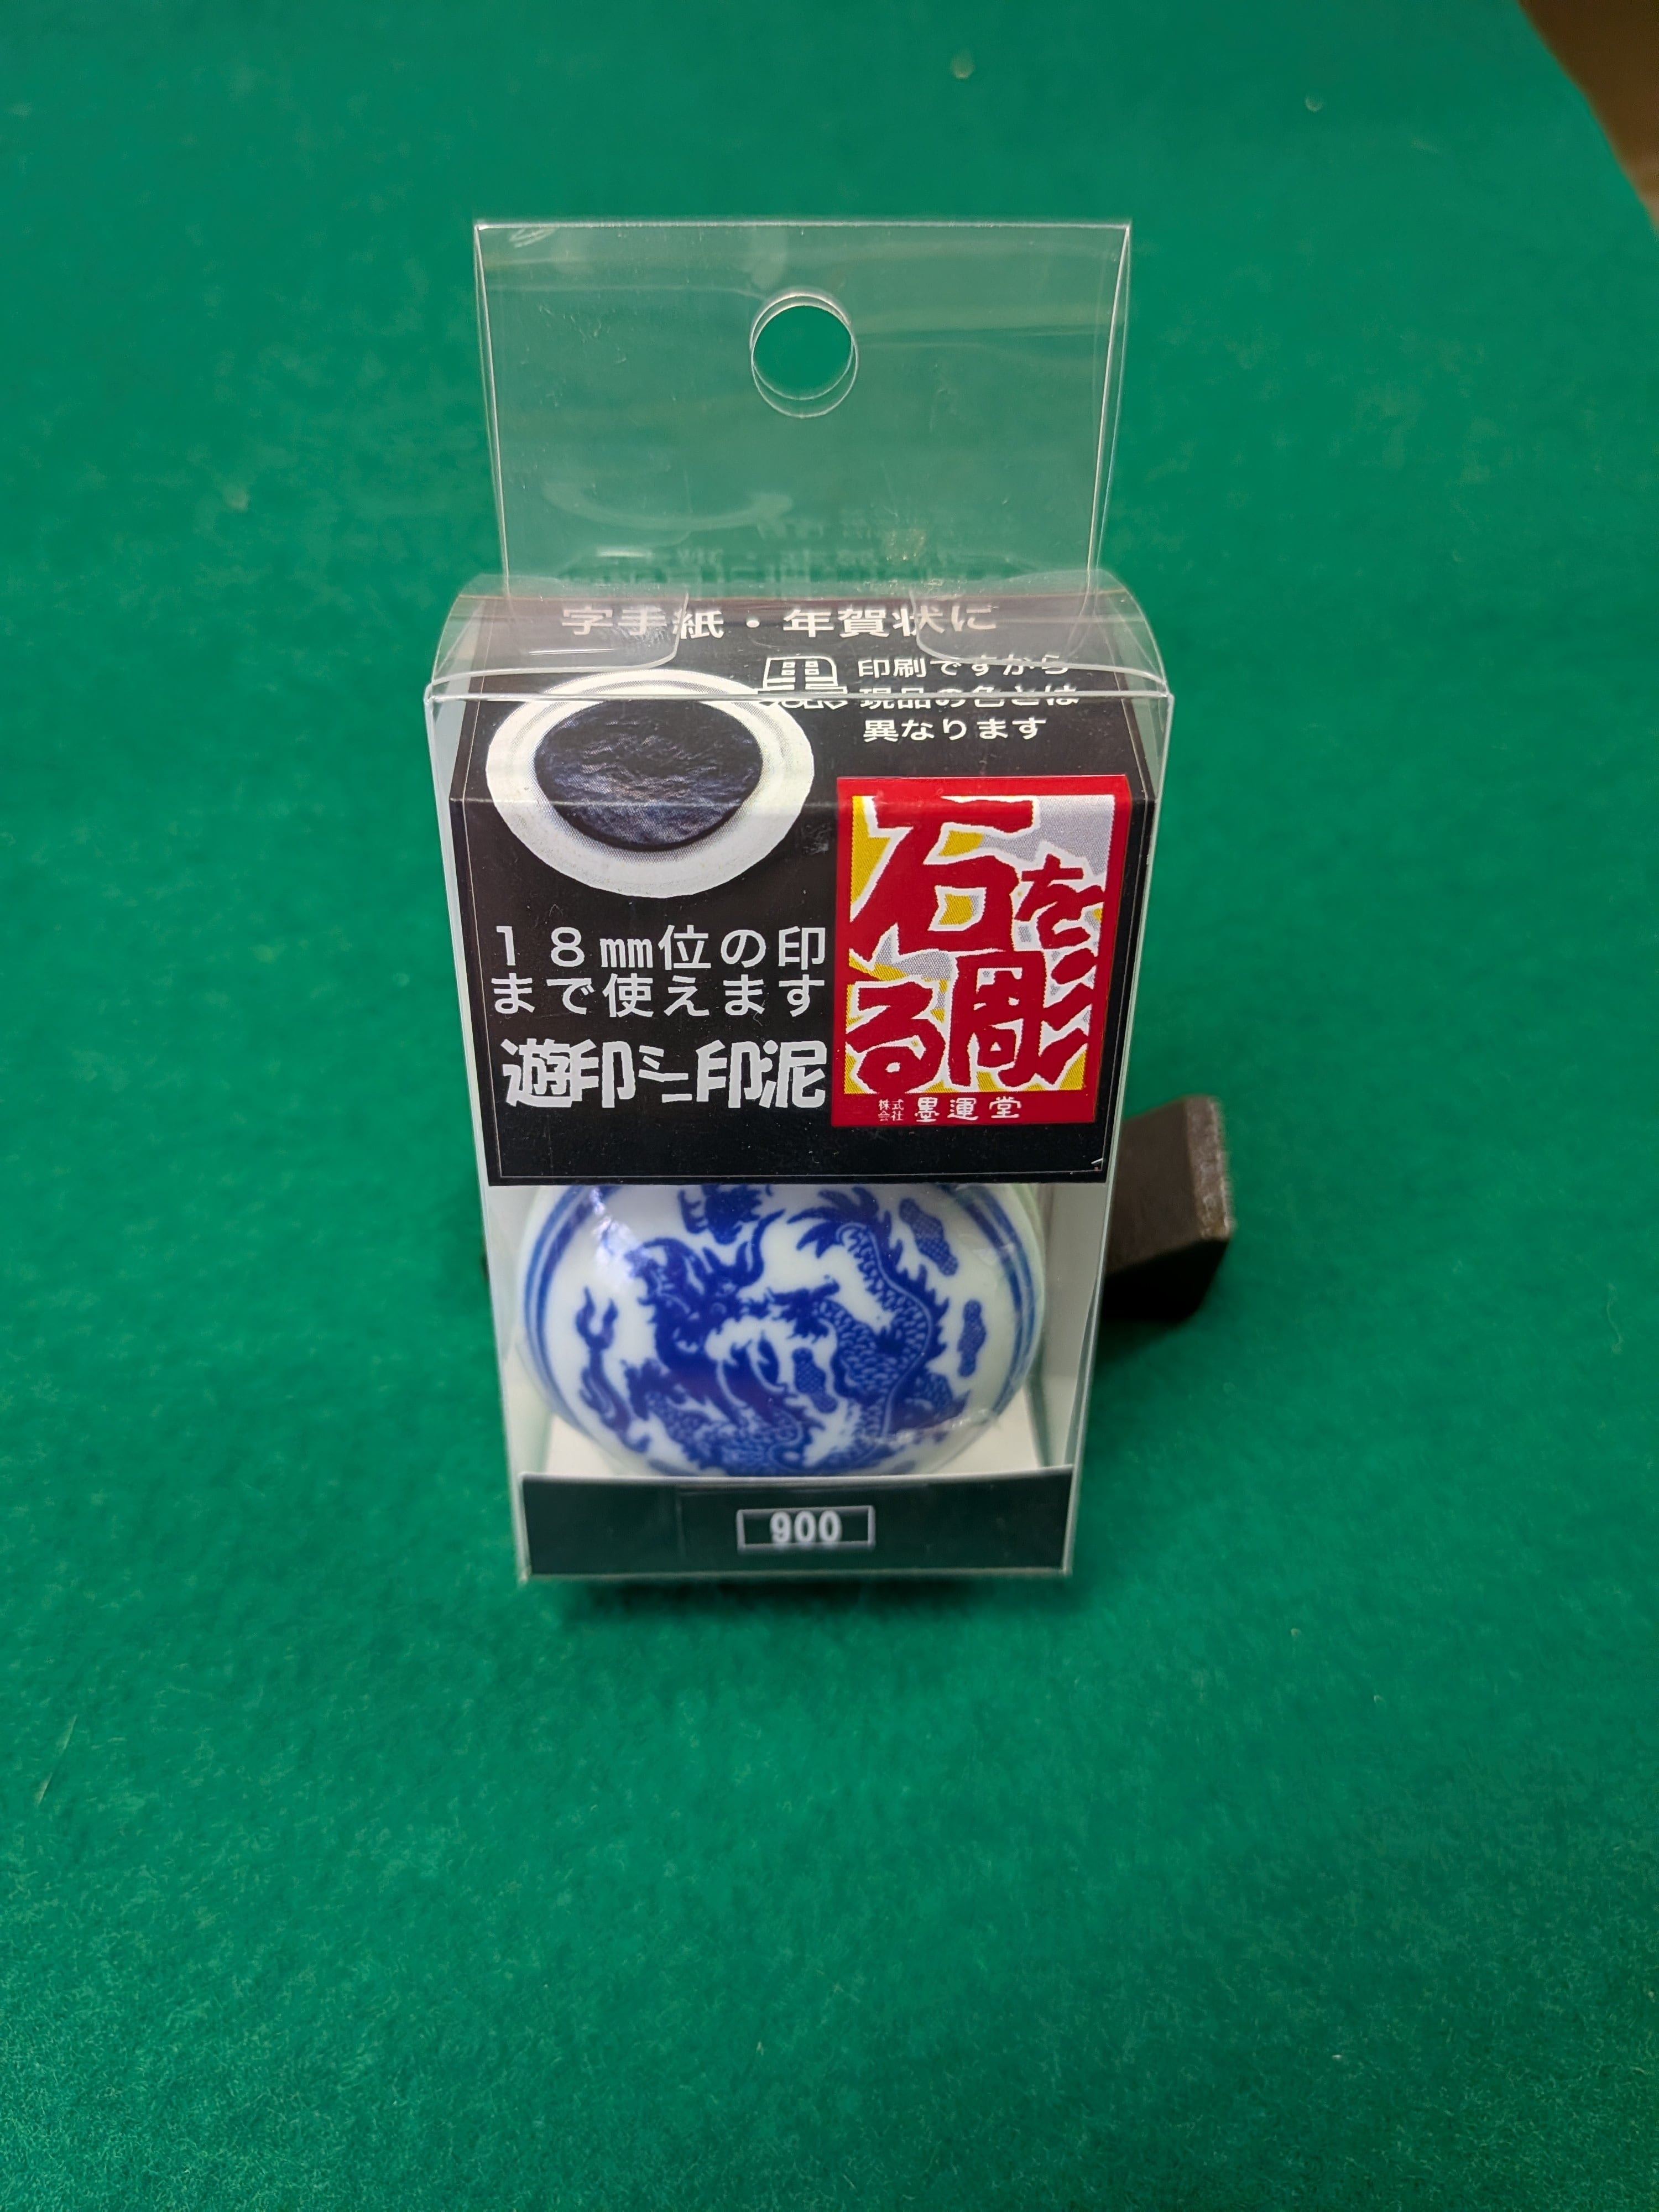 字手紙・年賀状に
印刷ですから
現品の色とは
異なります
18㎜位の印
まで使えます
遊印ミニ印泥
石を
彫る
株式会社 墨運堂
900